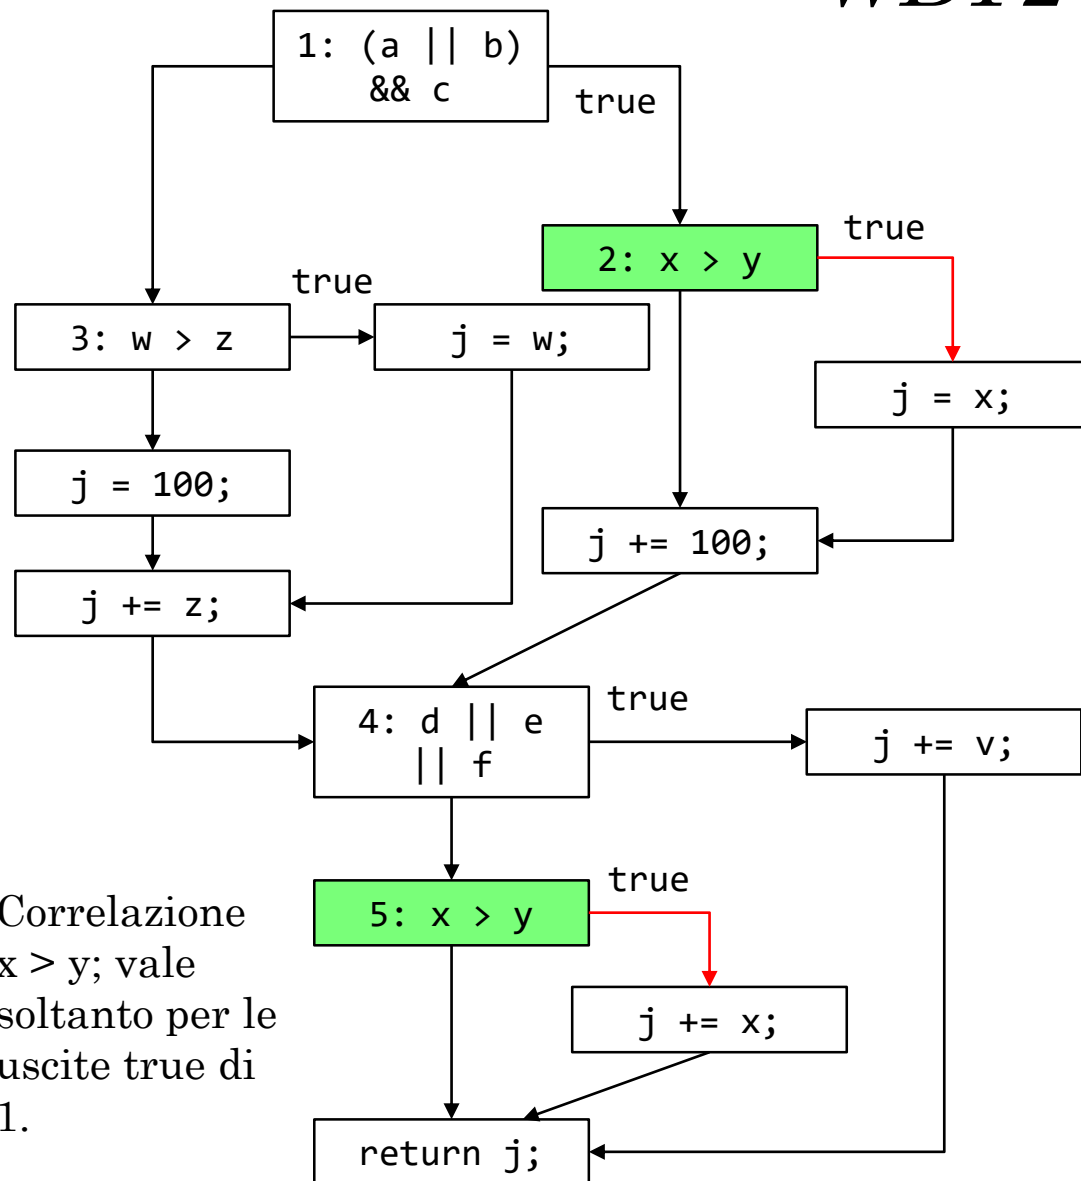 1: (a || b)
&& c
true
2: x > y
true
3: w > z
true
j = w;
j = x;
j = 100;
j += 100;
j += z;
4: d || e
|| f
true
j += v;
5: x > y
true
j += x;
return j;
Correlazione
x > y; vale
soltanto per le
uscite true di
1.